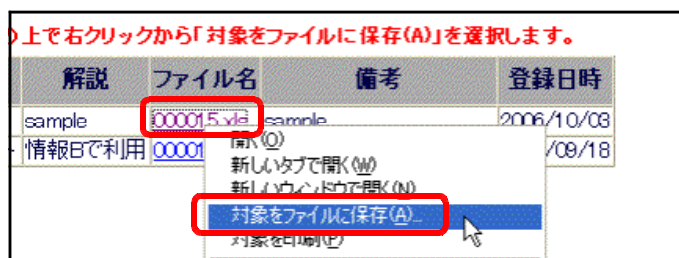 上で右クリックから「対象をファイルに保存(A)」を選択します。
解説 ファイル名 備考 登録日時
sample 000015.xls sample 2006/10/03
情報Bで利用 00001 /09/18
開く(O)
新しいタブで開く(W)
新しいウィンドウで開く(N)
対象をファイルに保存(A)...
対象を印刷(P)